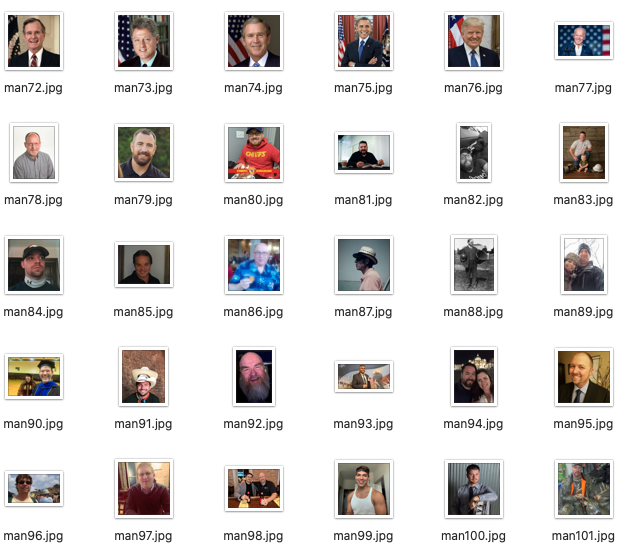 man72.jpg man73.jpg man74.jpg man75.jpg man76.jpg man77.jpg
CHIEFS
man78.jpg man79.jpg man80.jpg man81.jpg man82.jpg man83.jpg
man84.jpg man85.jpg man86.jpg man87.jpg man88.jpg man89.jpg
man90.jpg man91.jpg man92.jpg man93.jpg man94.jpg man95.jpg
man96.jpg man97.jpg man98.jpg man99.jpg man100.jpg man101.jpg